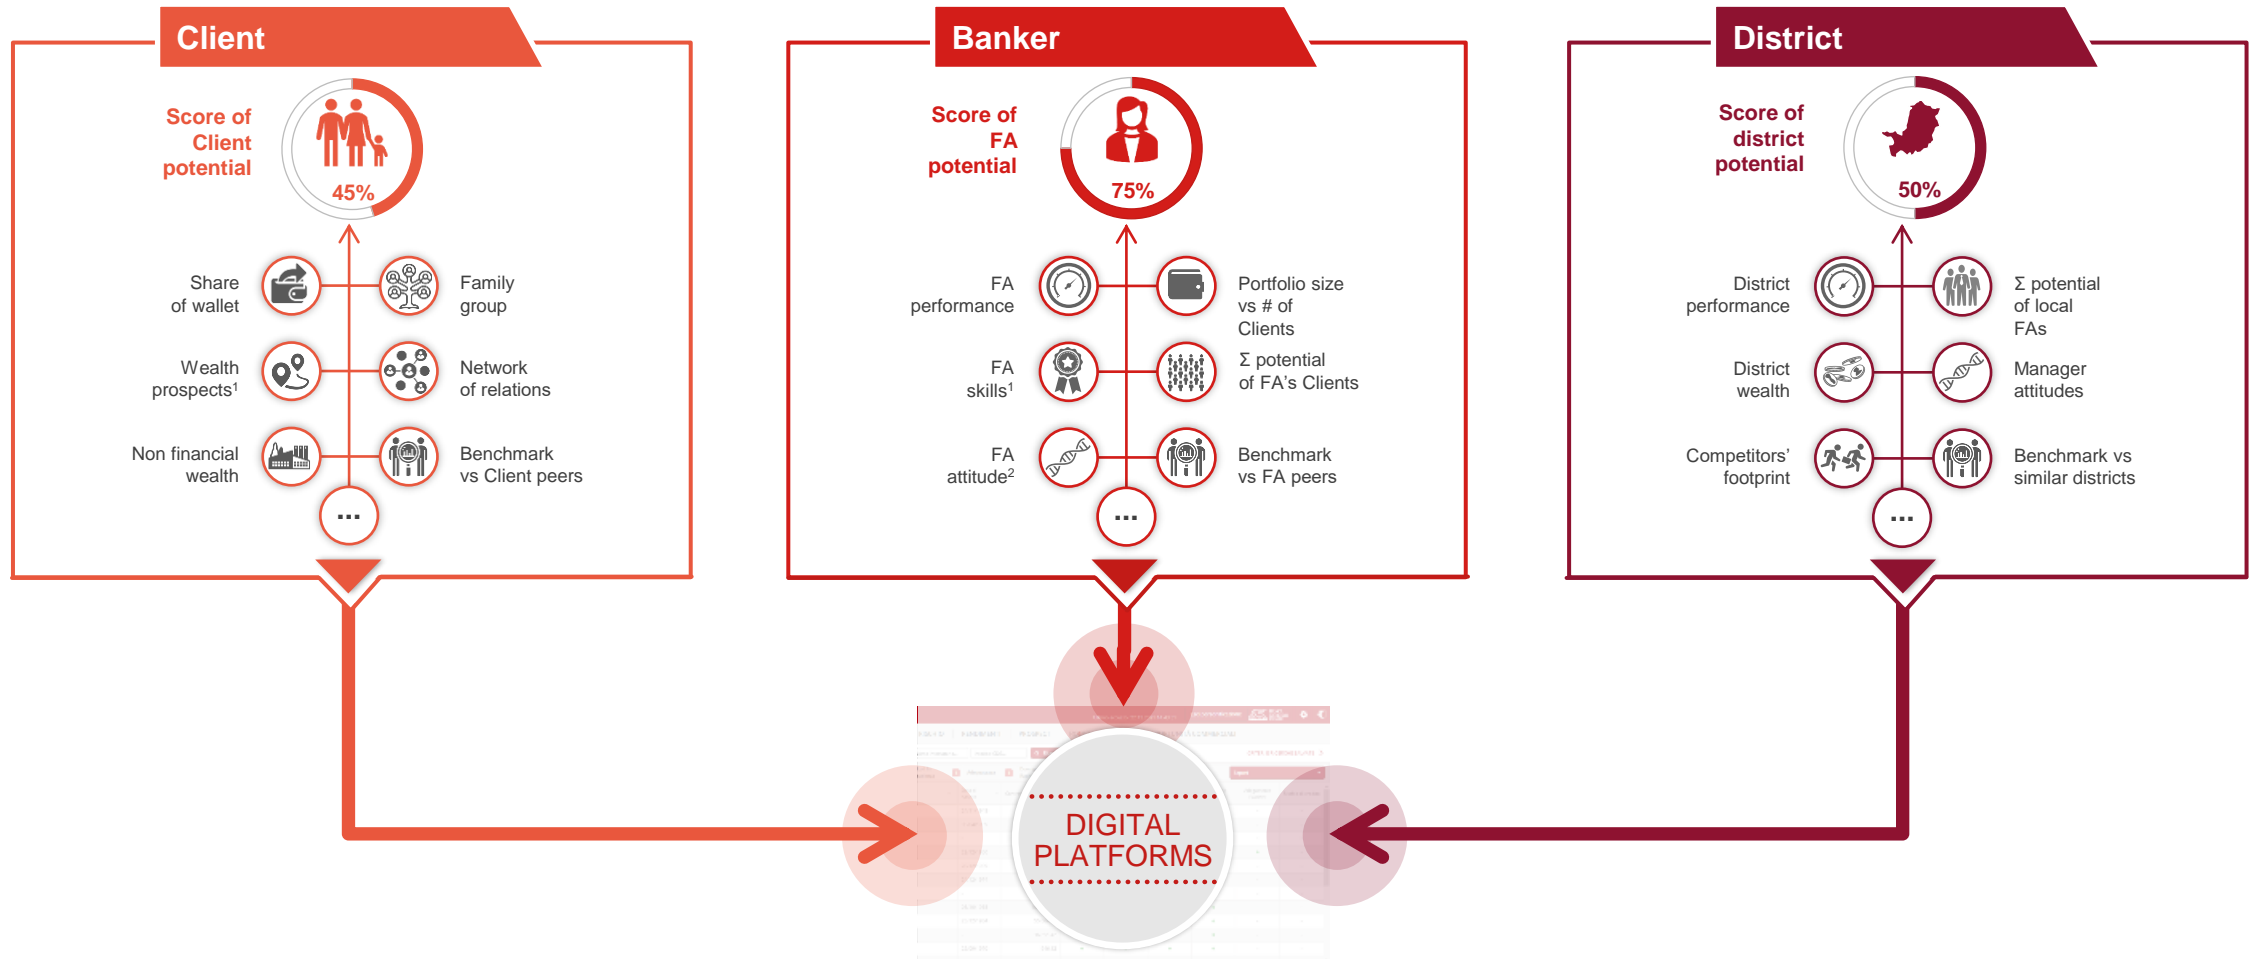 Client
Score of
Client
potential
45%
Share
of wallet
Family
group
Wealth
prospects¹
Network
of relations
Non financial
wealth
Benchmark
vs Client peers
...
Banker
Score of
FA
potential
75%
FA
performance
Portfolio size
vs # of
Clients
FA
skills¹
Σ potential
of FA's Clients
FA
attitude²
Benchmark
vs FA peers
...
District
Score of
district
potential
50%
District
performance
Σ potential
of local
FAs
District
wealth
Manager
attitudes
Competitors'
footprint
Benchmark vs
similar districts
...
DIGITAL
PLATFORMS